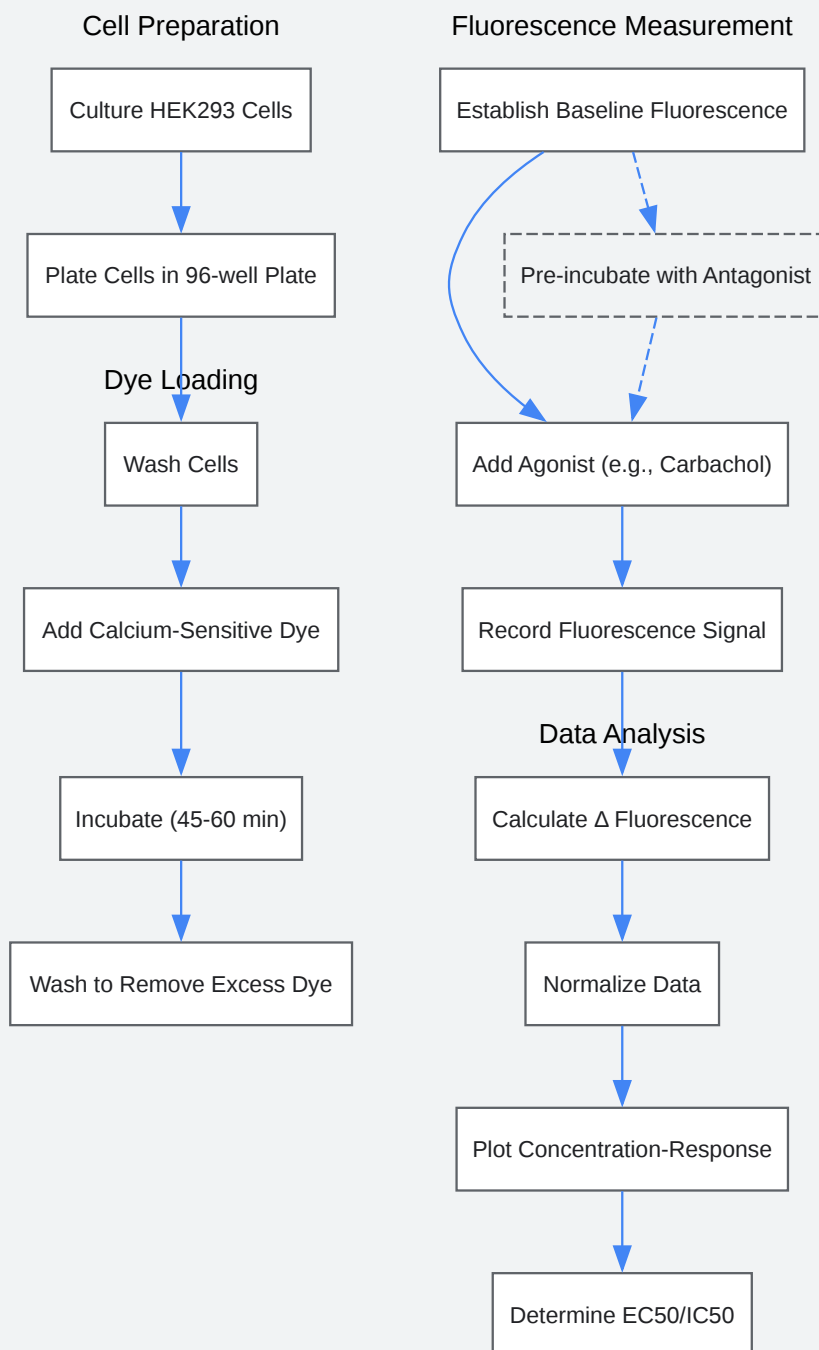 Cell Preparation
Culture HEK293 Cells
Plate Cells in 96-well Plate
Dye Loading
Wash Cells
Add Calcium-Sensitive Dye
Incubate (45-60 min)
Wash to Remove Excess Dye
Fluorescence Measurement
Establish Baseline Fluorescence
Pre-incubate with Antagonist
Add Agonist (e.g., Carbachol)
Record Fluorescence Signal
Data Analysis
Calculate Δ Fluorescence
Normalize Data
Plot Concentration-Response
Determine EC50/IC50